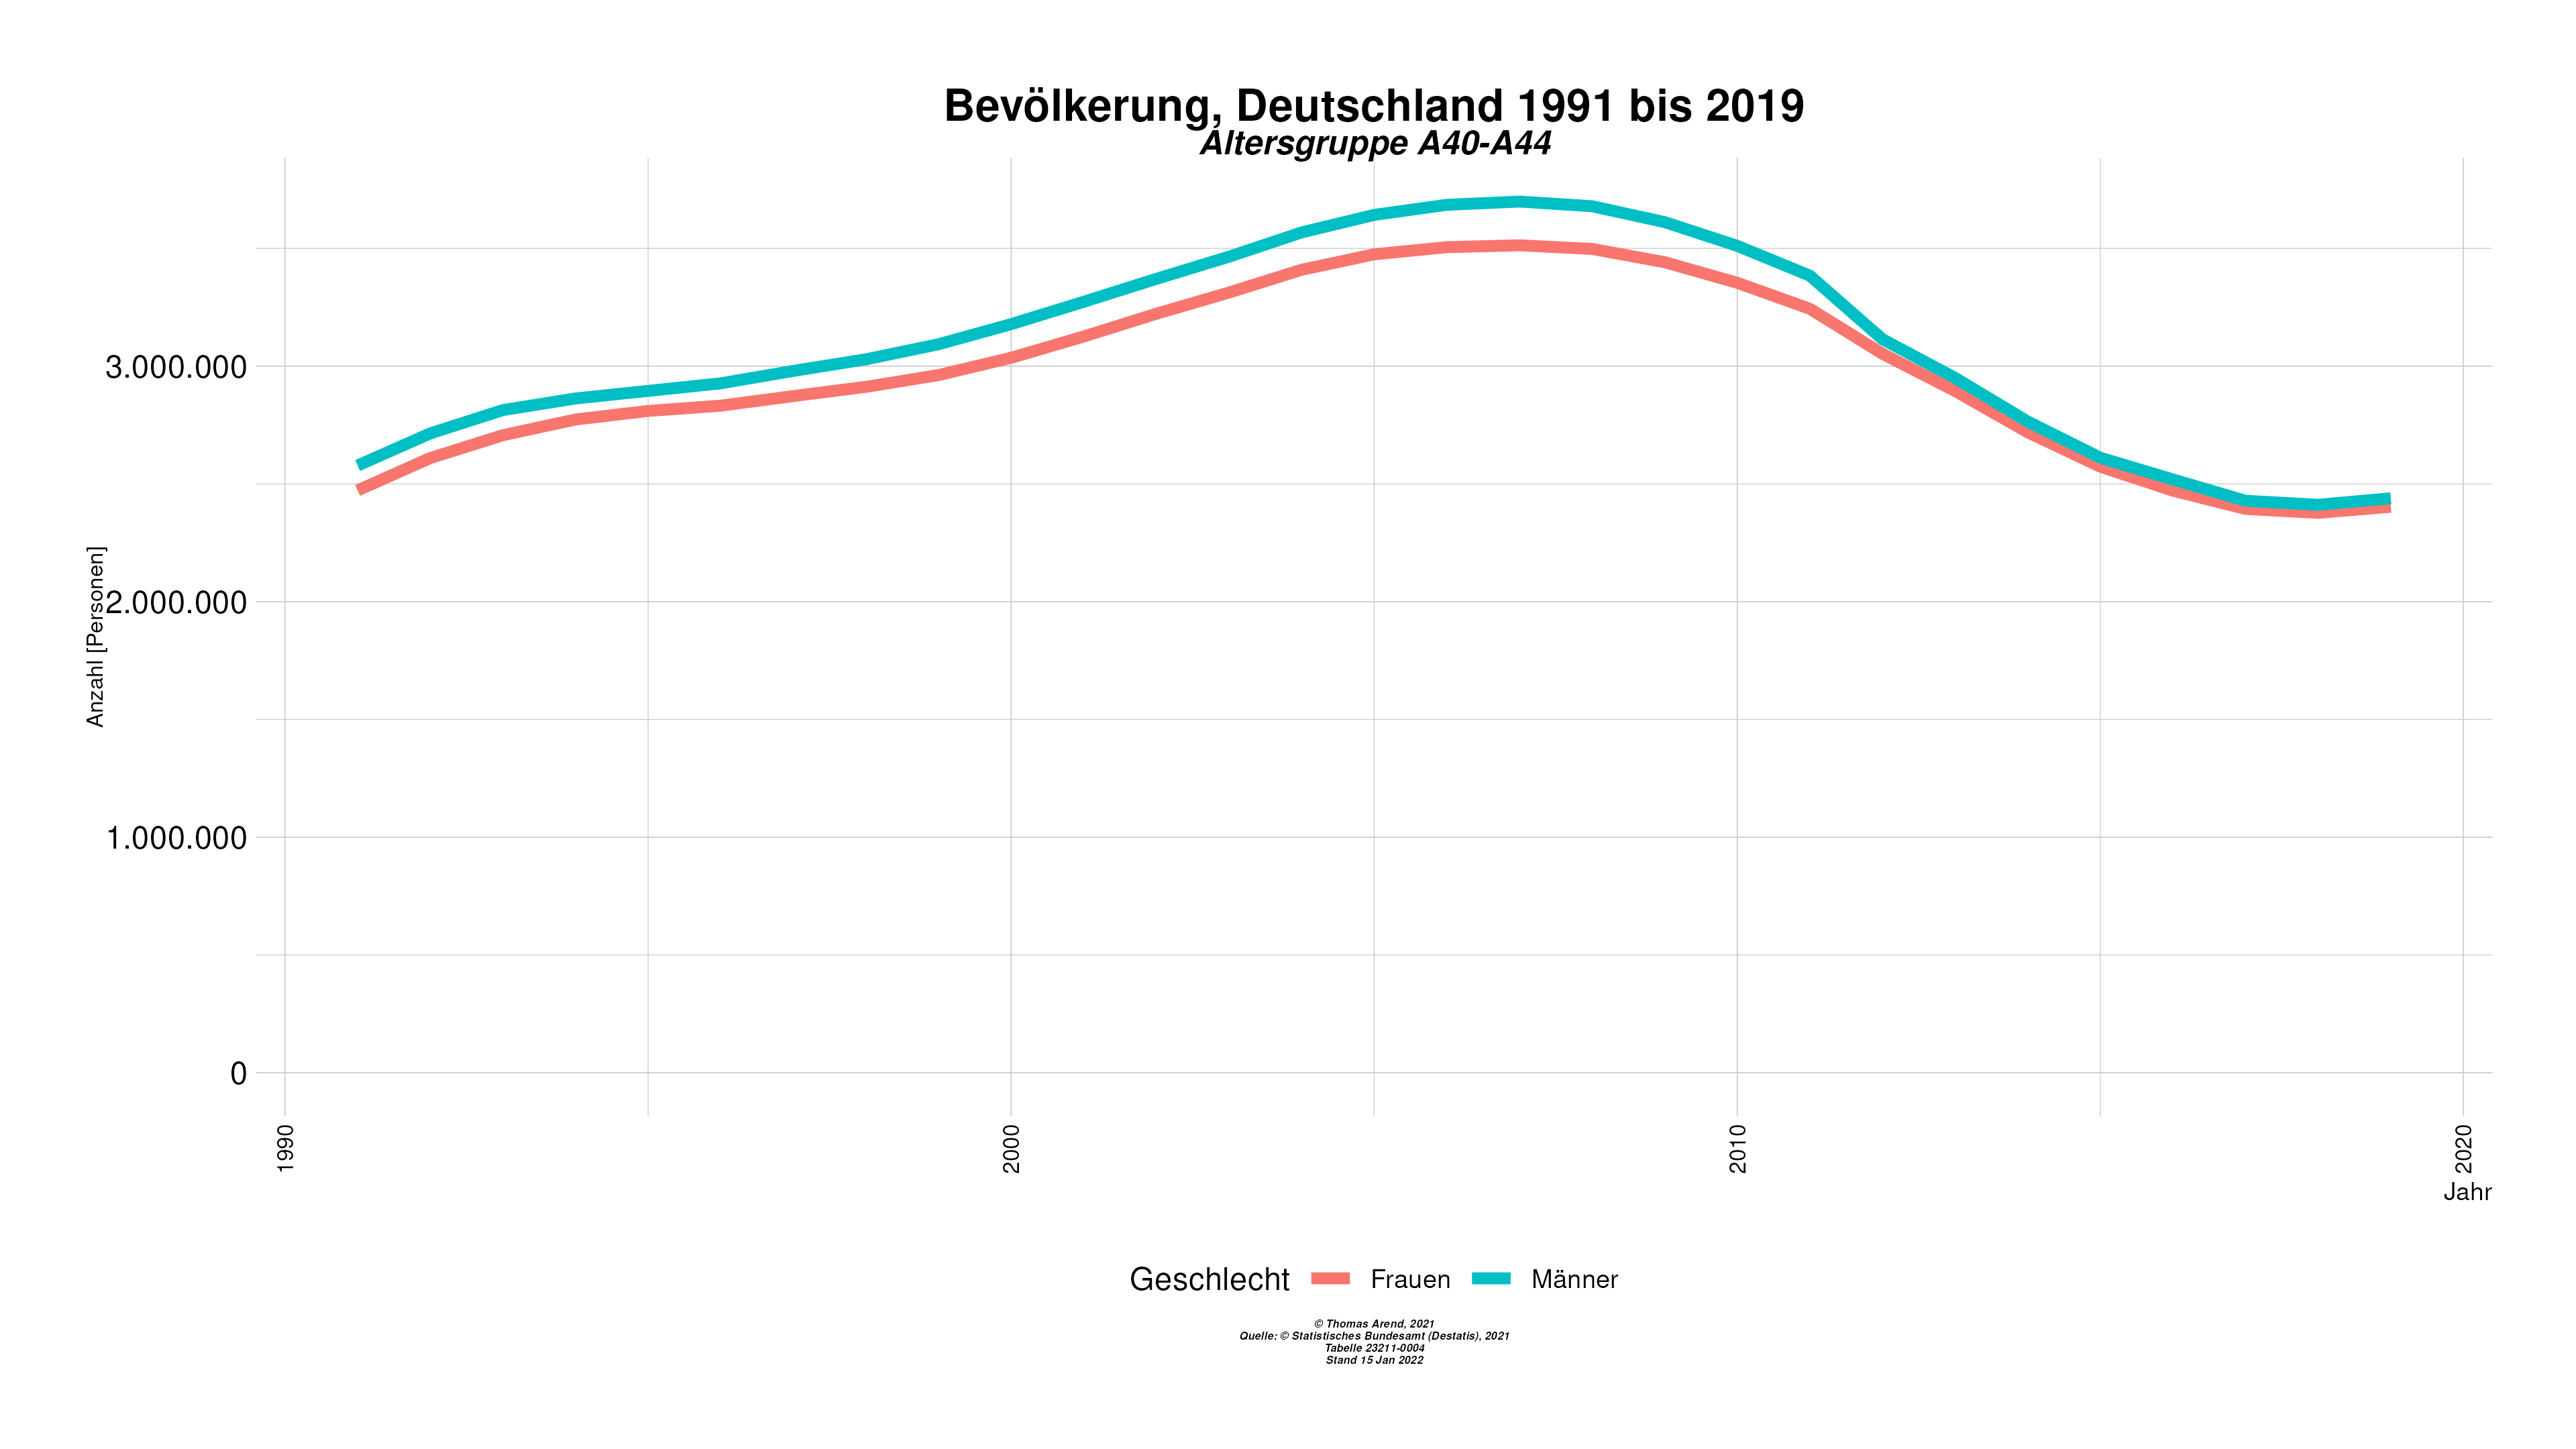 Bevölkerung, Deutschland 1991 bis 2019
Altersgruppe A40-A44
Anzahl [Personen]
3.000.000
2.000.000
1.000.000
0
1990
2000
2010
2020
Jahr
Geschlecht Frauen Männer
© Thomas Arend, 2021
Quelle: © Statistisches Bundesamt (Destatis), 2021
Tabelle 23211-0004
Stand 15 Jan 2022